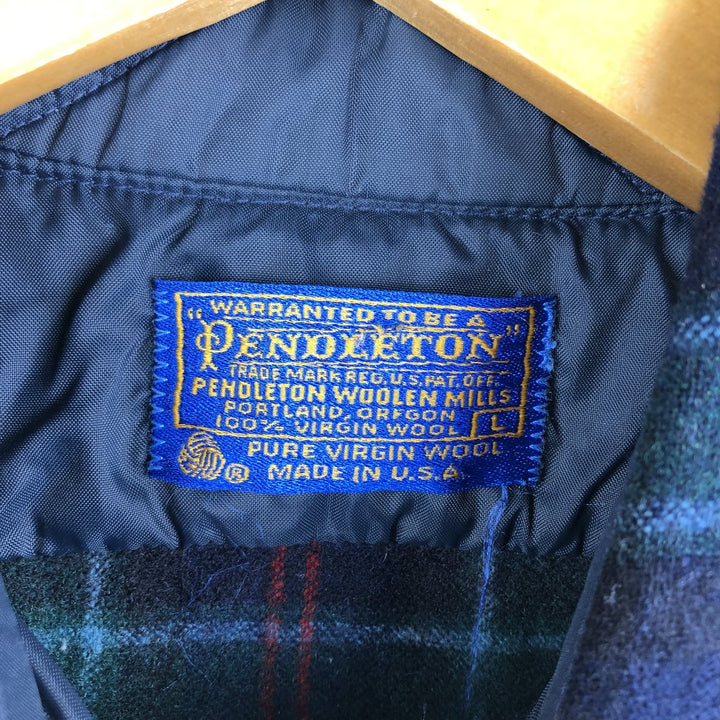 WARRANTED TO BE A
"PENDLETON"
TRADE MARK REG. U.S. PAT. OFF.
PENDLETON WOOLEN MILLS
PORTLAND, OREGON
100% VIRGIN WOOL L
PURE VIRGIN WOOL
® MADE IN U.S.A.